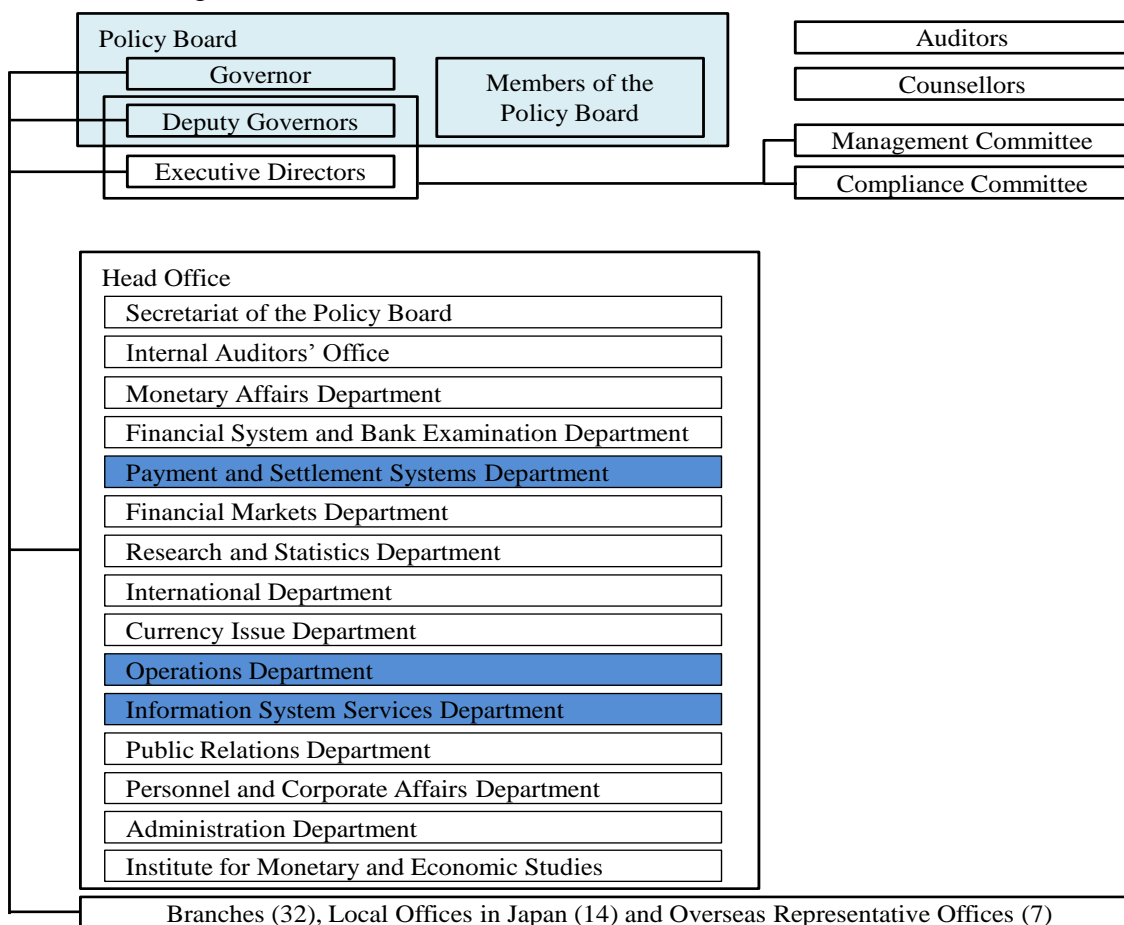 Policy Board
Governor
Deputy Governors
Executive Directors
Members of the
Policy Board
Auditors
Counsellors
Management Committee
Compliance Committee
Head Office
Secretariat of the Policy Board
Internal Auditors’ Office
Monetary Affairs Department
Financial System and Bank Examination Department
Payment and Settlement Systems Department
Financial Markets Department
Research and Statistics Department
International Department
Currency Issue Department
Operations Department
Information System Services Department
Public Relations Department
Personnel and Corporate Affairs Department
Administration Department
Institute for Monetary and Economic Studies
Branches (32), Local Offices in Japan (14) and Overseas Representative Offices (7)